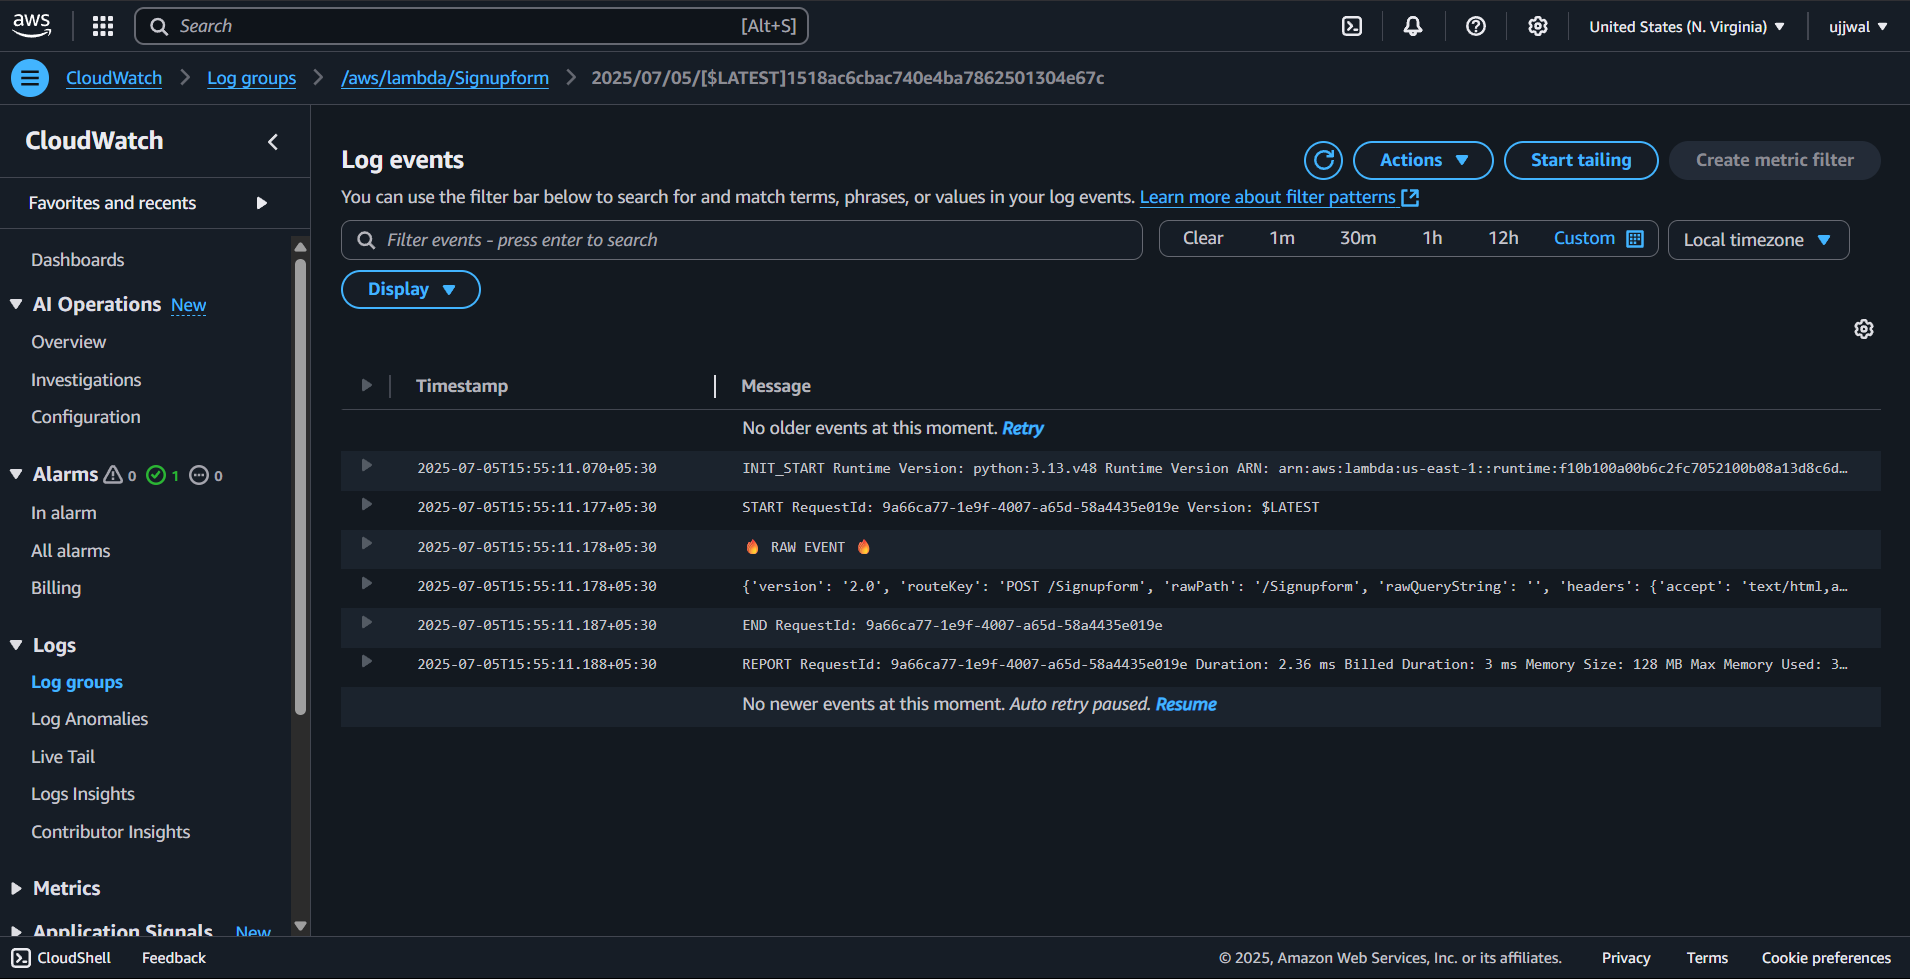 aws Search [Alt+S] United States (N. Virginia) ujjwal
CloudWatch Log groups /aws/lambda/Signupform 2025/07/05/[$LATEST]1518ac6cbac740e4ba7862501304e67c
CloudWatch
Favorites and recents
Dashboards
AI Operations New
Overview
Investigations
Configuration
Alarms 0 1 0
In alarm
All alarms
Billing
Logs
Log groups
Log Anomalies
Live Tail
Logs Insights
Contributor Insights
Metrics
Application Signals New
Log events
Actions Start tailing Create metric filter
You can use the filter bar below to search for and match terms, phrases, or values in your log events. Learn more about filter patterns
Filter events - press enter to search Clear 1m 30m 1h 12h Custom Local timezone
Display
Timestamp Message
No older events at this moment. Retry
2025-07-05T15:55:11.070+05:30 INIT_START Runtime Version: python:3.13.v48 Runtime Version ARN: arn:aws:lambda:us-east-1::runtime:f10b100a00b6c2fc7052100b08a13d8c6d…
2025-07-05T15:55:11.177+05:30 START RequestId: 9a66ca77-1e9f-4007-a65d-58a4435e019e Version: $LATEST
2025-07-05T15:55:11.178+05:30 🔥 RAW EVENT 🔥
2025-07-05T15:55:11.178+05:30 {'version': '2.0', 'routeKey': 'POST /Signupform', 'rawPath': '/Signupform', 'rawQueryString': '', 'headers': {'accept': 'text/html,a…
2025-07-05T15:55:11.187+05:30 END RequestId: 9a66ca77-1e9f-4007-a65d-58a4435e019e
2025-07-05T15:55:11.188+05:30 REPORT RequestId: 9a66ca77-1e9f-4007-a65d-58a4435e019e Duration: 2.36 ms Billed Duration: 3 ms Memory Size: 128 MB Max Memory Used: 3…
No newer events at this moment. Auto retry paused. Resume
CloudShell Feedback © 2025, Amazon Web Services, Inc. or its affiliates. Privacy Terms Cookie preferences